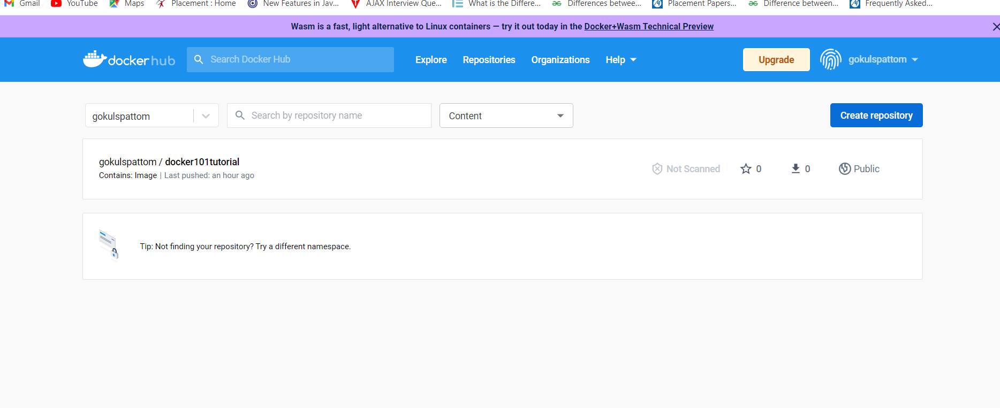 Gmail YouTube Maps Placement : Home New Features in Jav... AJAX Interview Que... What is the Differe... Differences betwee... Placement Papers... Difference between... Frequently Asked...
Wasm is a fast, light alternative to Linux containers — try it out today in the Docker+Wasm Technical Preview
docker hub Search Docker Hub Explore Repositories Organizations Help Upgrade gokulspattom
gokulspattom Search by repository name Content Create repository
gokulspattom / docker101tutorial
Contains: Image | Last pushed: an hour ago
Not Scanned 0 0 Public
Tip: Not finding your repository? Try a different namespace.